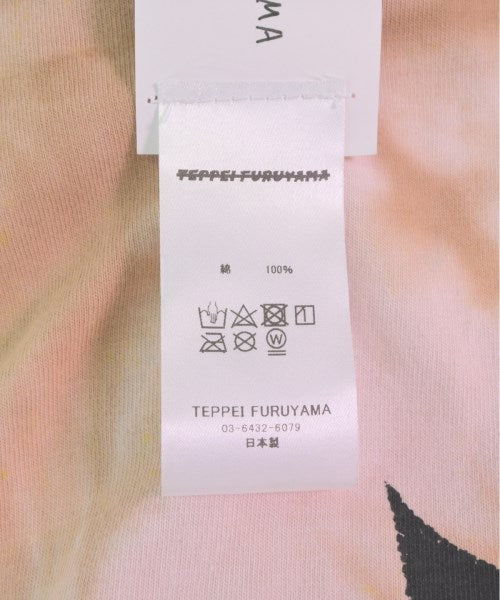 MA
TEPPEI FURUYAMA
綿 100%
W
TEPPEI FURUYAMA
03-6432-6079
日本製